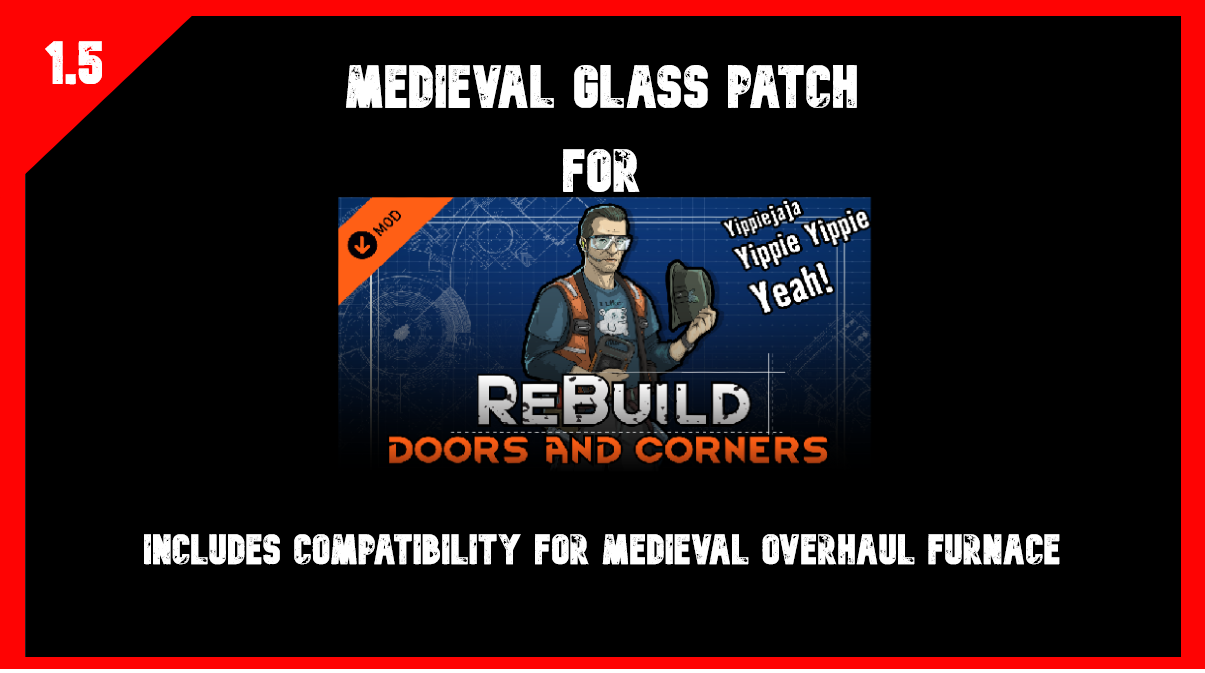 1.5
MEDIEVAL GLASS PATCH
FOR
MOD
Yippiejaja
Yippie Yippie
Yeah!
REBUILD
DOORS AND CORNERS
INCLUDES COMPATIBILITY FOR MEDIEVAL OVERHAUL FURNACE